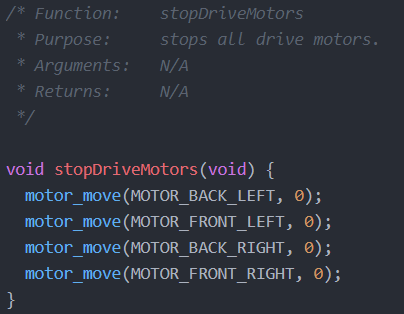 /* Function:    stopDriveMotors
 * Purpose:     stops all drive motors.
 * Arguments:   N/A
 * Returns:     N/A
 */
void stopDriveMotors(void) {
  motor_move(MOTOR_BACK_LEFT, 0);
  motor_move(MOTOR_FRONT_LEFT, 0);
  motor_move(MOTOR_BACK_RIGHT, 0);
  motor_move(MOTOR_FRONT_RIGHT, 0);
}